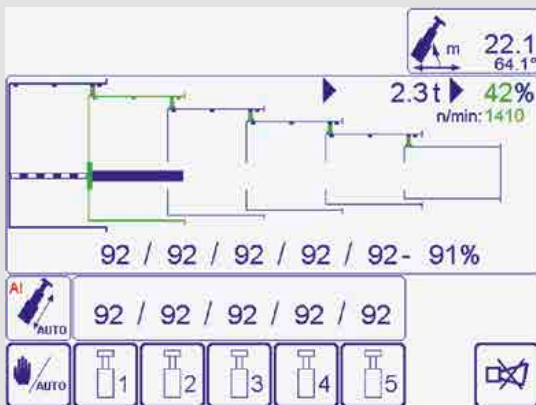 m 22.1
64.1°
2.3 t 42%
n/min: 1410
92 / 92 / 92 / 92 / 92- 91%
A!
AUTO
92 / 92 / 92 / 92 / 92
/AUTO 1 2 3 4 5